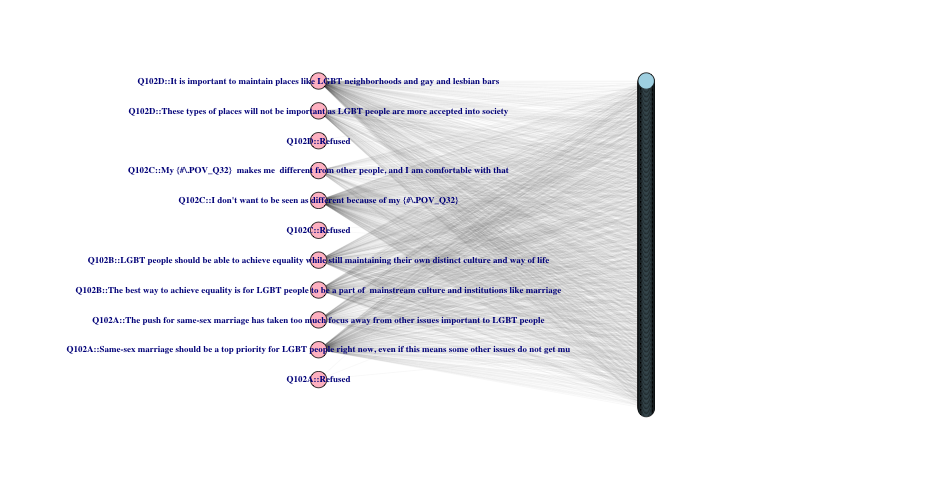 Q102D::It is important to maintain places like LGBT neighborhoods and gay and lesbian bars
Q102D::These types of places will not be important as LGBT people are more accepted into society
Q102D::Refused
Q102C::My {#\.POV_Q32}  makes me  different from other people, and I am comfortable with that
Q102C::I don't want to be seen as different because of my {#\.POV_Q32}
Q102C::Refused
Q102B::LGBT people should be able to achieve equality while still maintaining their own distinct culture and way of life
Q102B::The best way to achieve equality is for LGBT people to be a part of  mainstream culture and institutions like marriage
Q102A::The push for same-sex marriage has taken too much focus away from other issues important to LGBT people
Q102A::Same-sex marriage should be a top priority for LGBT people right now, even if this means some other issues do not get mu
Q102A::Refused